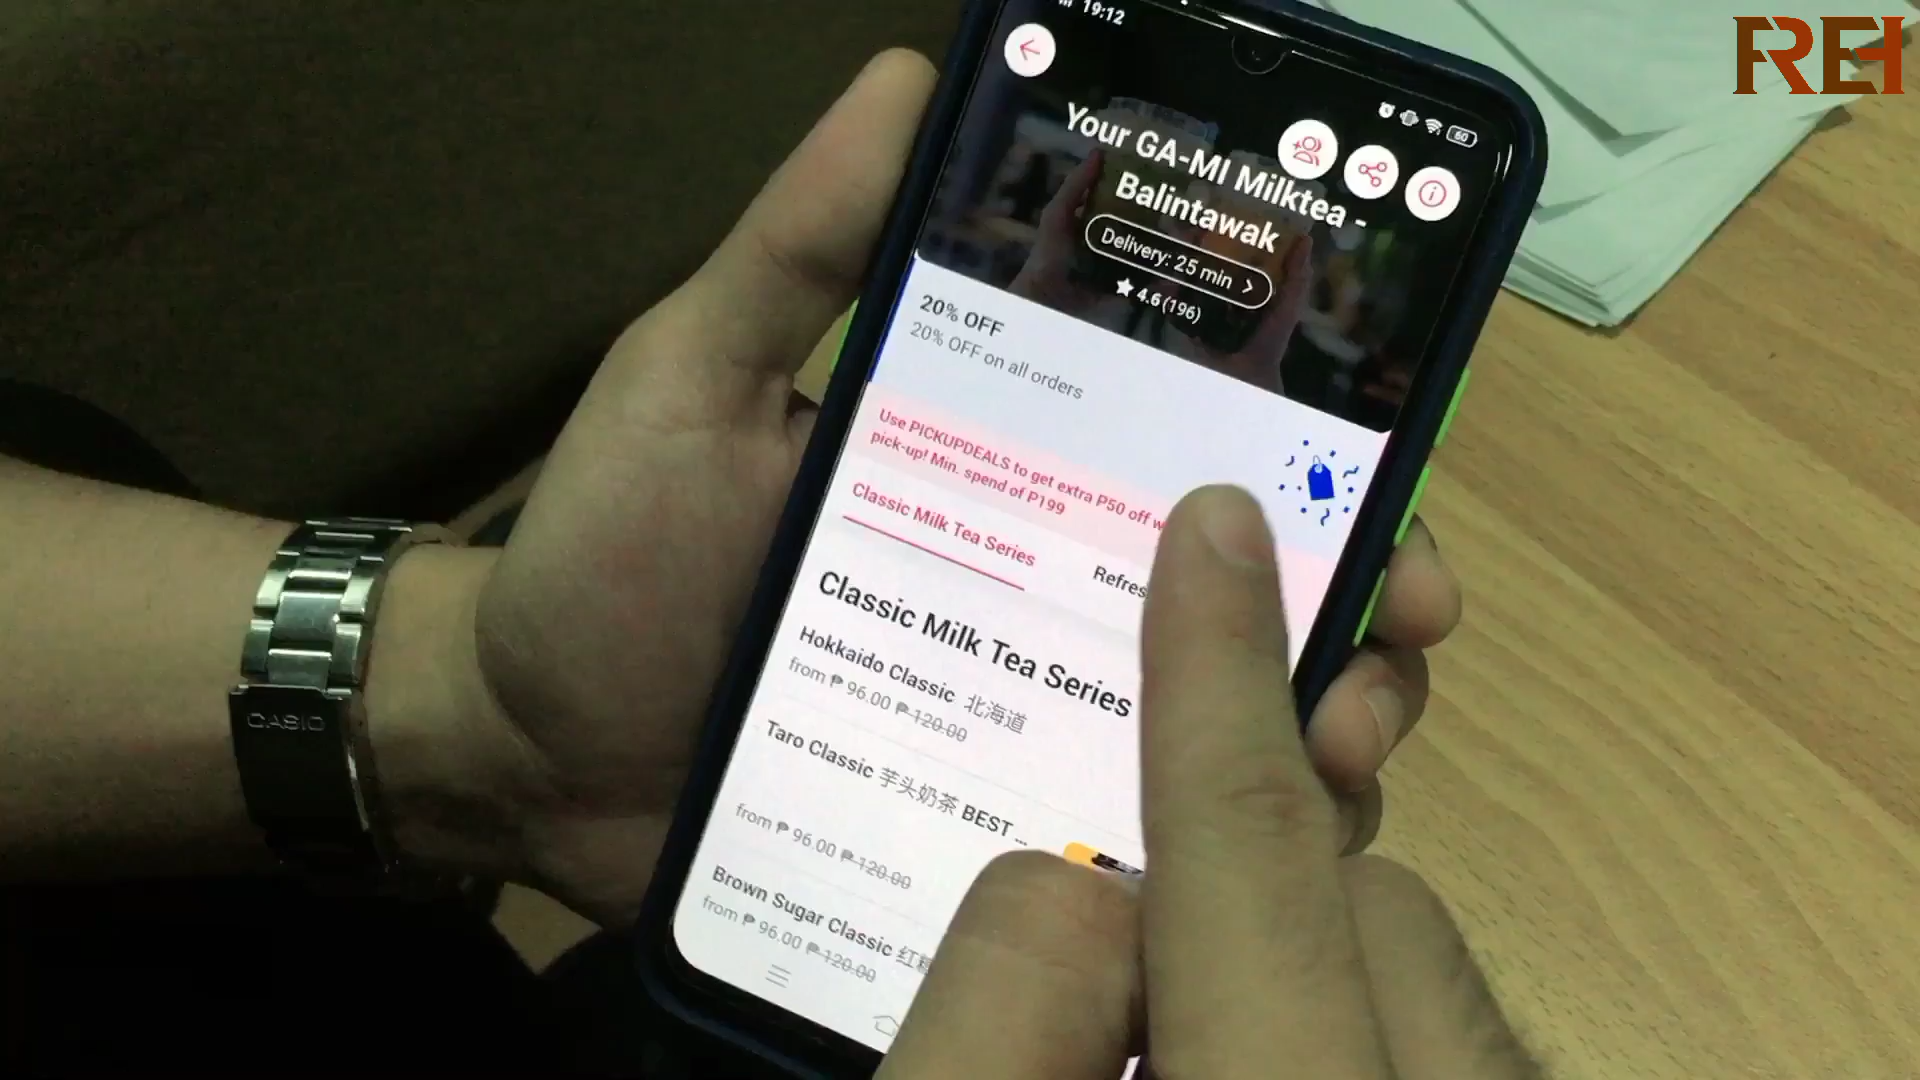 FREH
19:12
60
Your GA-MI Milktea -
Balintawak
Delivery: 25 min >
4.6 (196)
20% OFF
20% OFF on all orders
Use PICKUPDEALS to get extra P50 off
pick-up! Min. spend of P199
Classic Milk Tea Series
Classic Milk Tea Series
Hokkaido Classic 北海道
from ₱ 96.00 ₱ 120.00
Taro Classic 芋头奶茶 BEST ...
from ₱ 96.00 ₱ 120.00
Brown Sugar Classic 红糖
from ₱ 96.00 ₱ 120.00
CASIO